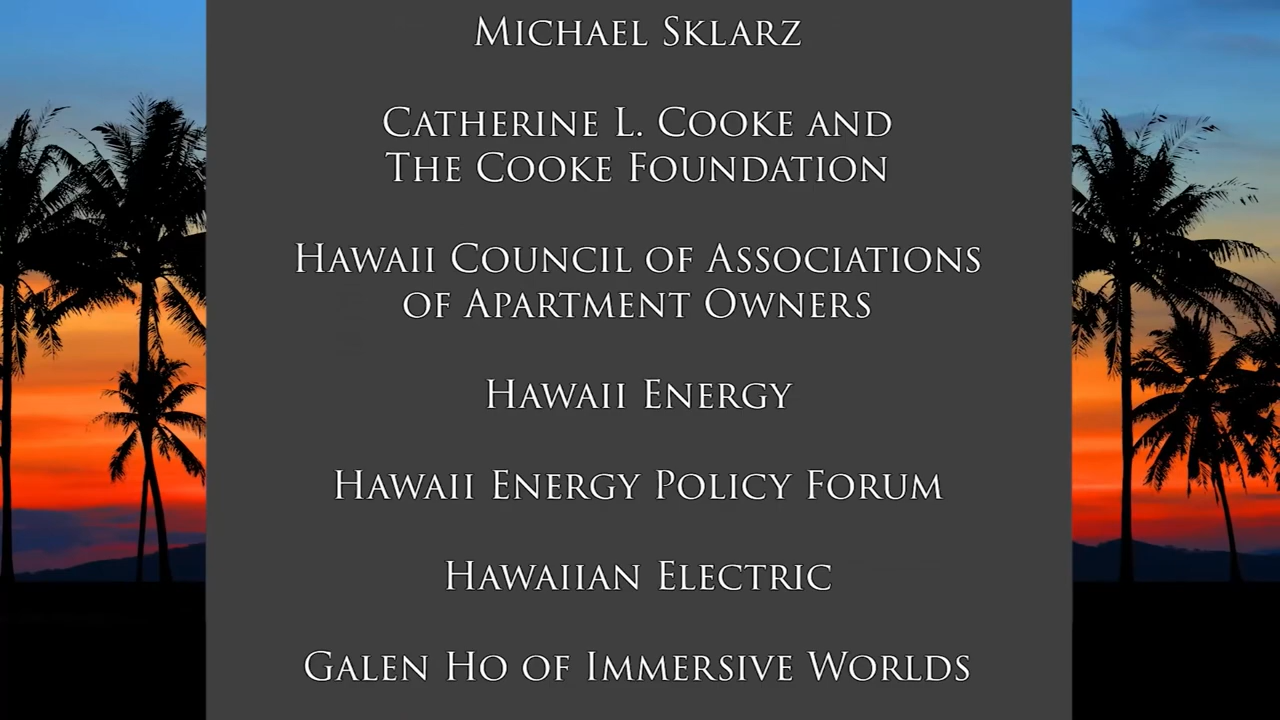 Michael Sklarz
Catherine L. Cooke and
The Cooke Foundation
Hawaii Council of Associations
of Apartment Owners
Hawaii Energy
Hawaii Energy Policy Forum
Hawaiian Electric
Galen Ho of Immersive Worlds